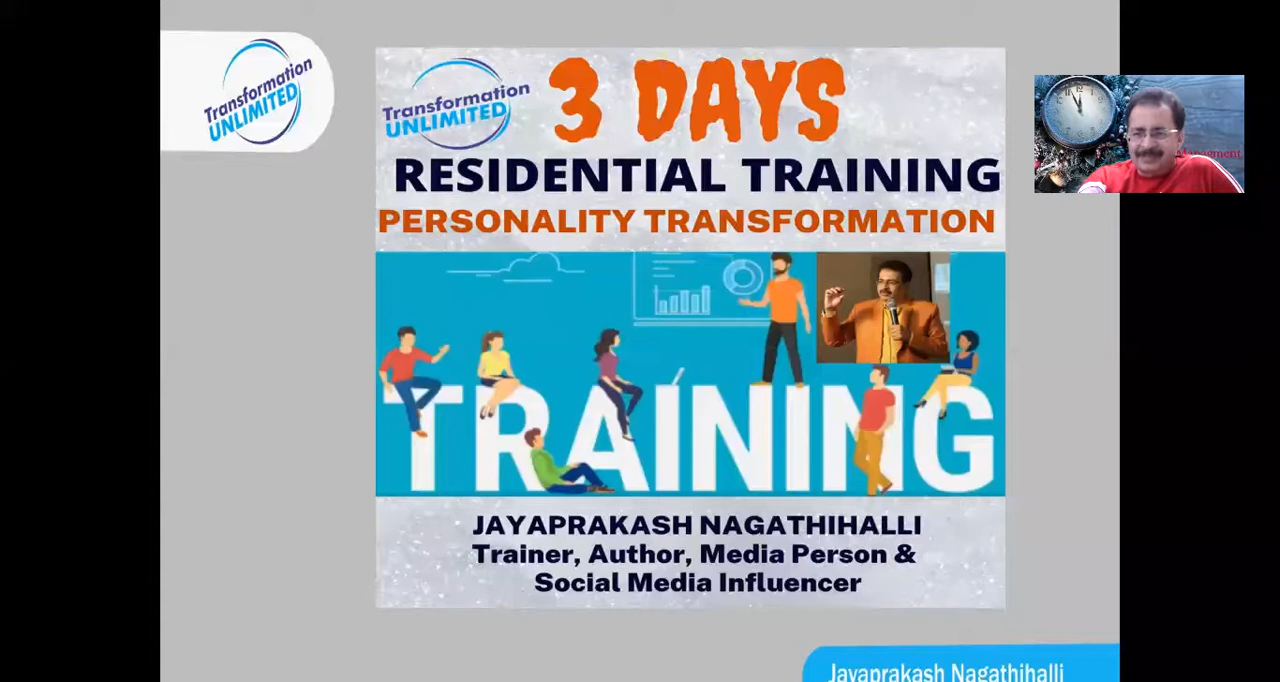 Transformation
UNLIMITED
Transformation
UNLIMITED
3 DAYS
RESIDENTIAL TRAINING
PERSONALITY TRANSFORMATION
TRAINING
JAYAPRAKASH NAGATHIHALLI
Trainer, Author, Media Person &
Social Media Influencer
Managment
Jayaprakash Nagathihalli